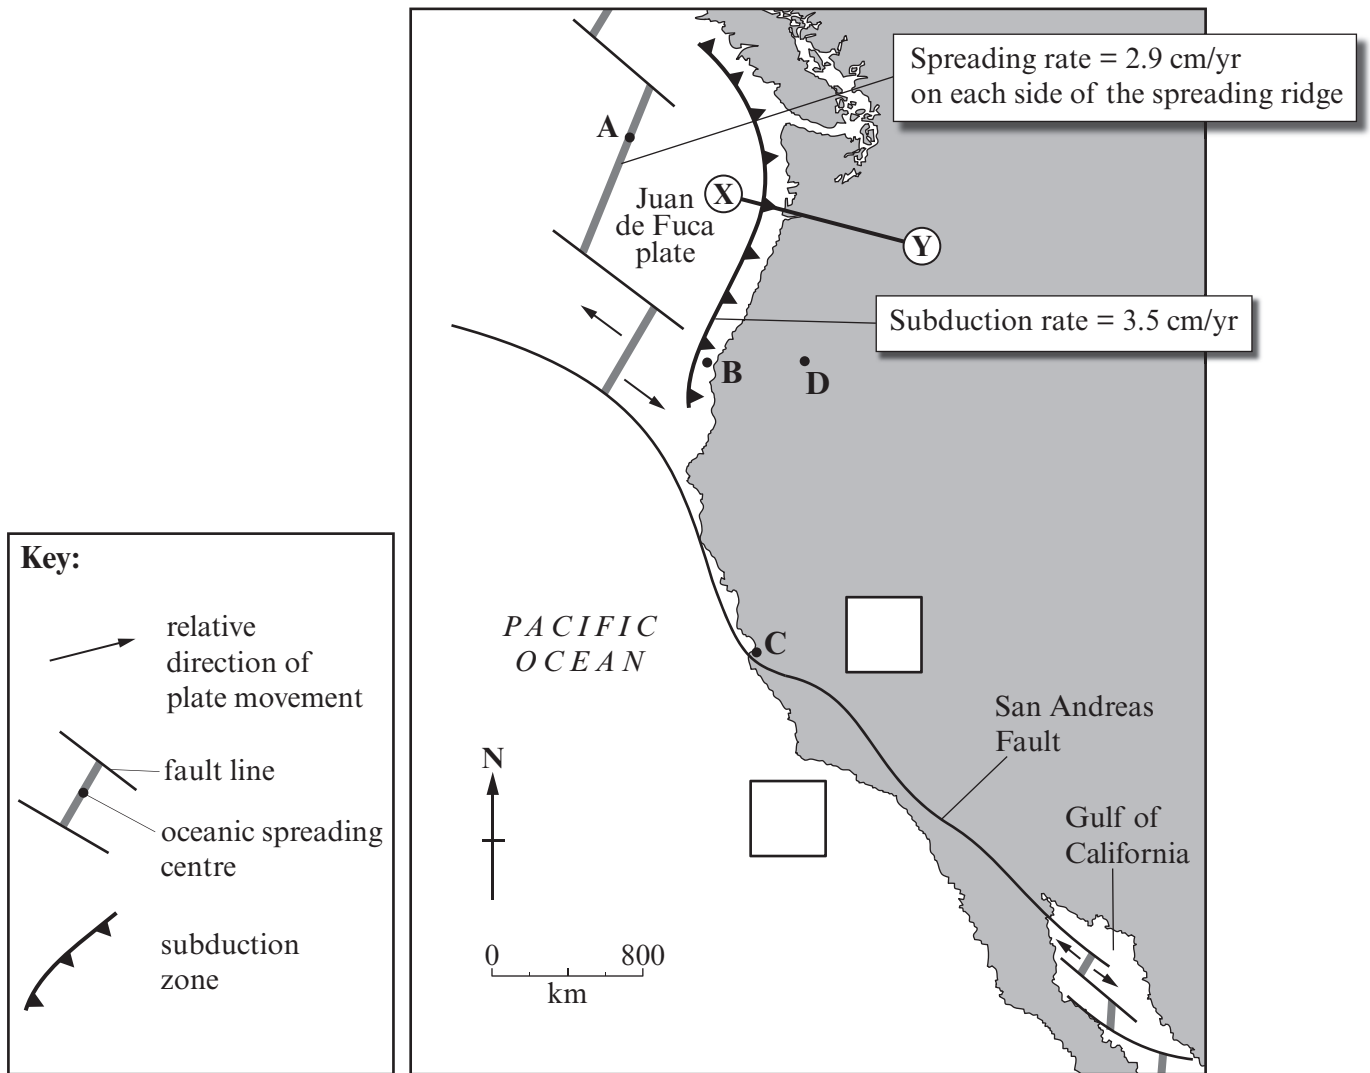 Spreading rate = 2.9 cm/yr
on each side of the spreading ridge
A
X
Juan
de Fuca
plate
Y
Subduction rate = 3.5 cm/yr
B
D
Key:
relative
direction of
plate movement
fault line
oceanic spreading
centre
subduction
zone
PACIFIC
OCEAN
C
San Andreas
Fault
N
Gulf of
California
0 800
km